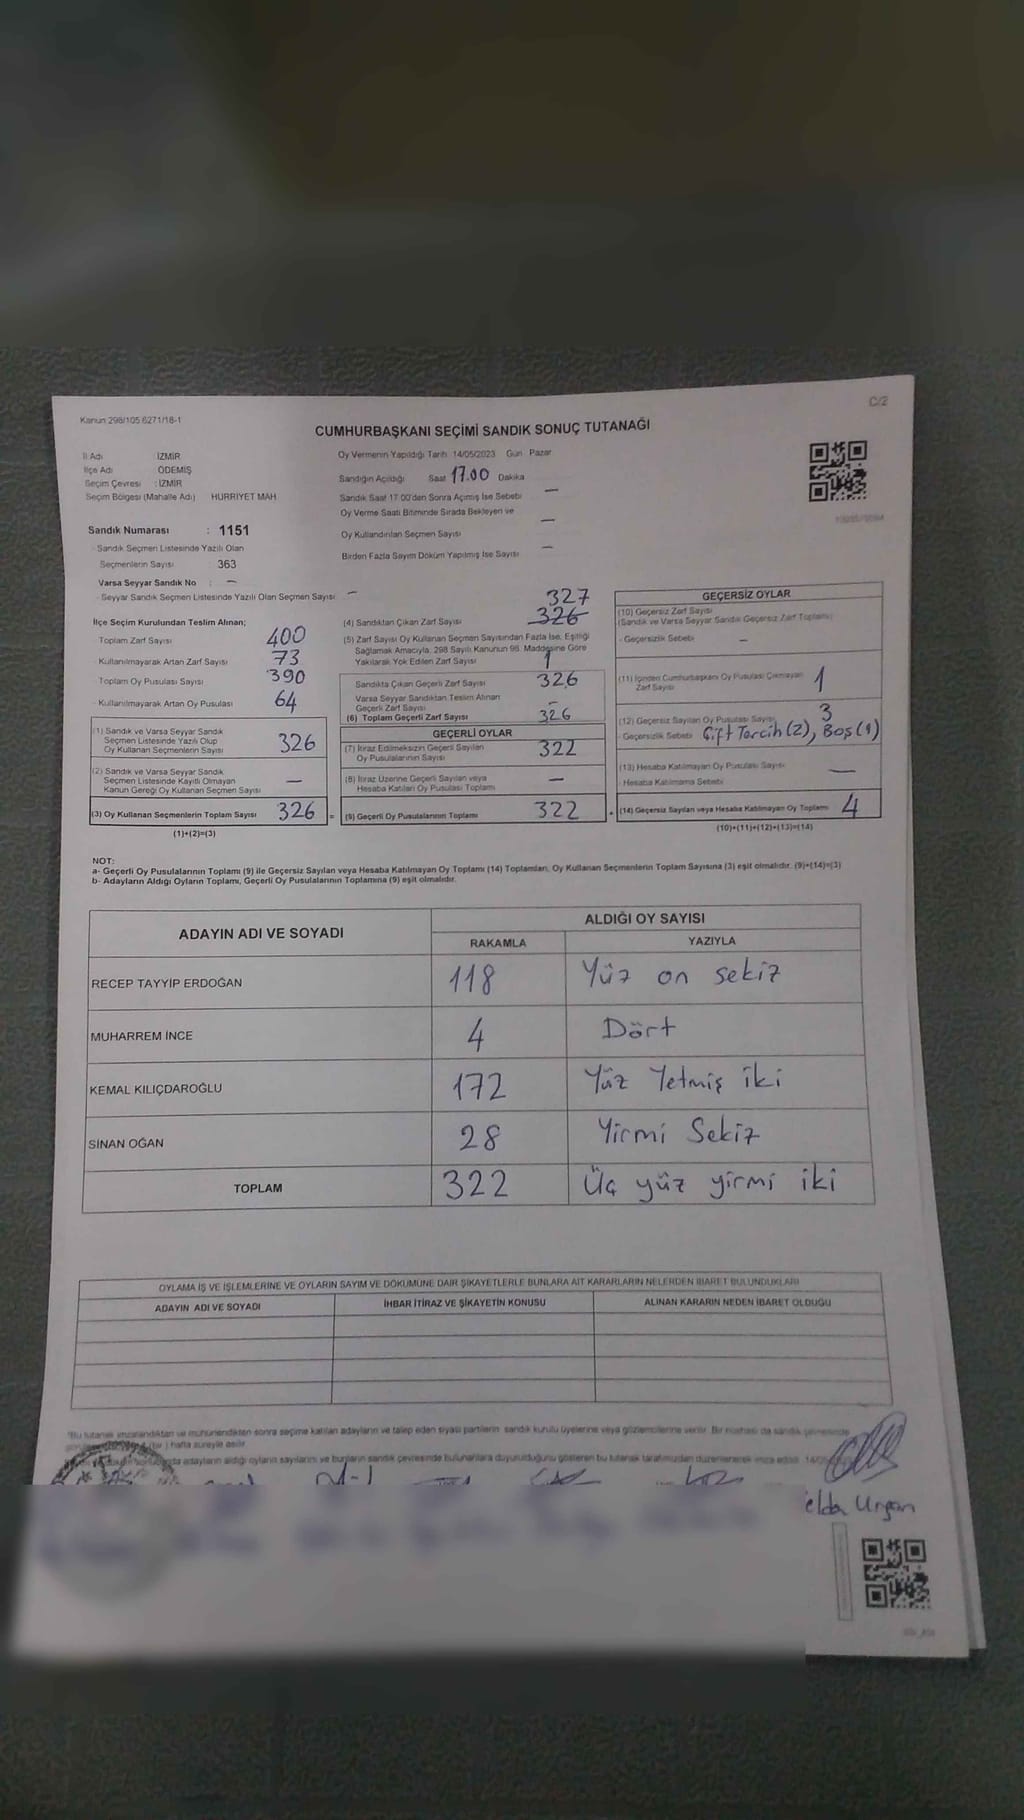 Kanun 298/105 6271/18-1
C/2
CUMHURBAŞKANI SEÇİMİ SANDIK SONUÇ TUTANAĞI
İl Adı İZMİR
İlçe Adı ÖDEMİŞ
Seçim Çevresi : İZMİR
Seçim Bölgesi (Mahalle Adı) HÜRRİYET MAH
Sandık Numarası : 1151
Sandık Seçmen Listesinde Yazılı Olan
Seçmenlerin Sayısı 363
Varsa Seyyar Sandık No : –
Seyyar Sandık Seçmen Listesinde Yazılı Olan Seçmen Sayısı –
Oy Vermenin Yapıldığı Tarih 14/05/2023 Gün Pazar
Sandığın Açıldığı Saat 17.00 Dakika
Sandık Saat 17:00'den Sonra Açımış İse Sebebi –
Oy Verme Saati Bitiminde Sırada Bekleyen ve
Oy Kullandırılan Seçmen Sayısı –
Birden Fazla Sayım Döküm Yapılmış İse Sayısı –
İlçe Seçim Kurulundan Teslim Alınan;
Toplam Zarf Sayısı 400
Kullanılmayarak Artan Zarf Sayısı 73
Toplam Oy Pusulası Sayısı 390
Kullanılmayarak Artan Oy Pusulası 64
(1) Sandık ve Varsa Seyyar Sandık
Seçmen Listesinde Yazılı Olup
Oy Kullanan Seçmenlerin Sayısı 326
(2) Sandık ve Varsa Seyyar Sandık
Seçmen Listesinde Kayıtlı Olmayan
Kanun Gereği Oy Kullanan Seçmen Sayısı –
(3) Oy Kullanan Seçmenlerin Toplam Sayısı 326 =
(1)+(2)=(3)
327
(4) Sandıktan Çıkan Zarf Sayısı 326
(5) Zarf Sayısı Oy Kullanan Seçmen Sayısından Fazla İse, Eşitliği
Sağlamak Amacıyla, 298 Sayılı Kanunun 98. Maddesine Göre
Yakılarak Yok Edilen Zarf Sayısı 1
Sandıkta Çıkan Geçerli Zarf Sayısı 326
Varsa Seyyar Sandıktan Teslim Alınan
Geçerli Zarf Sayısı –
(6) Toplam Geçerli Zarf Sayısı 326
GEÇERLİ OYLAR
(7) İtiraz Edilmeksizin Geçerli Sayılan
Oy Pusulalarının Sayısı 322
(8) İtiraz Üzerine Geçerli Sayılan veya
Hesaba Katılan Oy Pusulası Toplamı –
(9) Geçerli Oy Pusulalarının Toplamı 322 +
GEÇERSİZ OYLAR
(10) Geçersiz Zarf Sayısı
(Sandık ve Varsa Seyyar Sandık Geçersiz Zarf Toplamı)
Geçersizlik Sebebi –
(11) İçinden Cumhurbaşkanı Oy Pusulası Çıkmayan
Zarf Sayısı 1
(12) Geçersiz Sayılan Oy Pusulası Sayısı 3
Geçersizlik Sebebi Çift Tercih (2), Boş (1)
(13) Hesaba Katılmayan Oy Pusulası Sayısı –
Hesaba Katılmama Sebebi
(14) Geçersiz Sayılan veya Hesaba Katılmayan Oy Toplamı 4
(10)+(11)+(12)+(13)=(14)
NOT:
a- Geçerli Oy Pusulalarının Toplamı (9) ile Geçersiz Sayılan veya Hesaba Katılmayan Oy Toplamı (14) Toplamları, Oy Kullanan Seçmenlerin Toplam Sayısına (3) eşit olmalıdır. (9)+(14)=(3)
b- Adayların Aldığı Oyların Toplamı, Geçerli Oy Pusulalarının Toplamına (9) eşit olmalıdır.
ADAYIN ADI VE SOYADI ALDIĞI OY SAYISI
RAKAMLA YAZIYLA
RECEP TAYYİP ERDOĞAN 118 Yüz on sekiz
MUHARREM İNCE 4 Dört
KEMAL KILIÇDAROĞLU 172 Yüz Yetmiş iki
SİNAN OĞAN 28 Yirmi Sekiz
TOPLAM 322 Üç yüz yirmi iki
OYLAMA İŞ VE İŞLEMLERİNE VE OYLARIN SAYIM VE DÖKÜMÜNE DAİR ŞİKAYETLERLE BUNLARA AİT KARARLARIN NELERDEN İBARET BULUNDUKLARI
ADAYIN ADI VE SOYADI İHBAR İTİRAZ VE ŞİKAYETİN KONUSU ALINAN KARARIN NEDEN İBARET OLDUĞU
"Bu tutanak imzalandıktan ve mühürlendikten sonra seçime katılan adayların ve talep eden siyasi partilerin sandık kurulu üyelerine veya gözlemcilerine verilir. Bir nüshası da sandık çevresinde
hafta süreyle asılır.
adayların aldığı oyların sayılarını ve bunların sandık çevresinde bulunanlara duyurulduğunu gösteren bu tutanak tarafımızdan düzenlenerek imza edildi.
elda Urgan